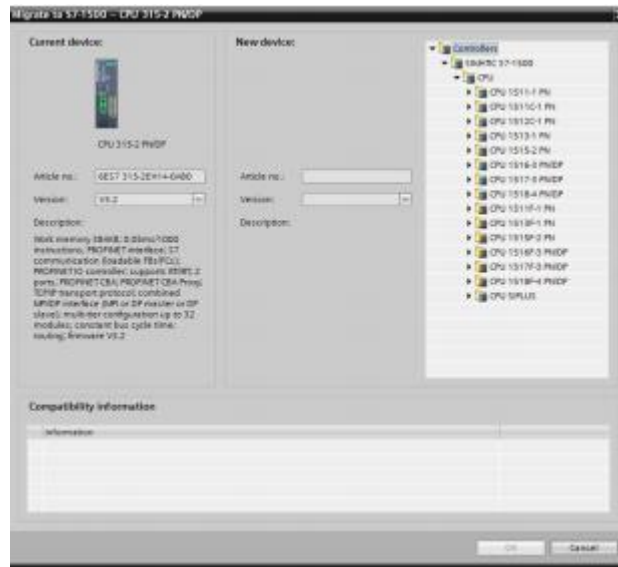 Migrate to S7-1500 -- CPU 315-2 PN/DP
Current device:
CPU 315-2 PN/DP
Article no.:
6ES7 315-2EH14-0AB0
Version:
V3.2
Description:
Work memory 384KB; 0.05ms/1000
instructions; PROFINET interface; S7
communication (loadable FBs/FCs);
PROFINET IO controller; supports RT/IRT; 2
ports; PROFINET CBA; PROFINET CBA-Proxy;
TCP/IP transport protocol; combined
MPI/DP interface (MPI or DP master or DP
slave); multi-tier configuration up to 32
modules; constant bus cycle time;
routing; firmware V3.2
New device:
Article no.:
Version:
Description:
Controllers
SIMATIC S7-1500
CPU
CPU 1511-1 PN
CPU 1511C-1 PN
CPU 1512C-1 PN
CPU 1513-1 PN
CPU 1515-2 PN
CPU 1516-3 PN/DP
CPU 1517-3 PN/DP
CPU 1518-4 PN/DP
CPU 1511F-1 PN
CPU 1513F-1 PN
CPU 1515F-2 PN
CPU 1516F-3 PN/DP
CPU 1517F-3 PN/DP
CPU 1518F-4 PN/DP
CPU SIPLUS
Compatibility information
Information
OK
Cancel